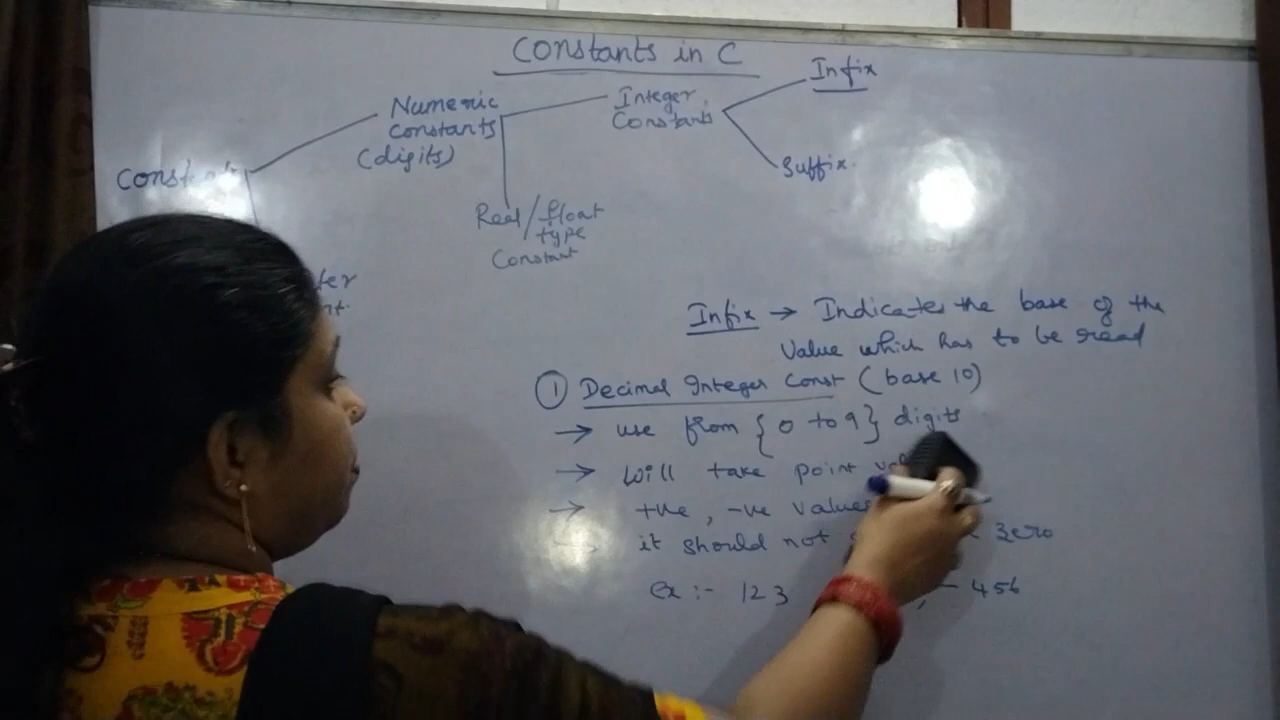 Constants in C
Infix
Numeric
constants
(digits)
Integer
Constants
Suffix
Real/float
type
Constant
Infix → Indicates the base of the
Value which has to be read
① Decimal Integer Const (base 10)
→ use from {0 to 9} digits
→ Will take point
→ +ve, -ve values
it should not zero
ex:- 123 , - 456